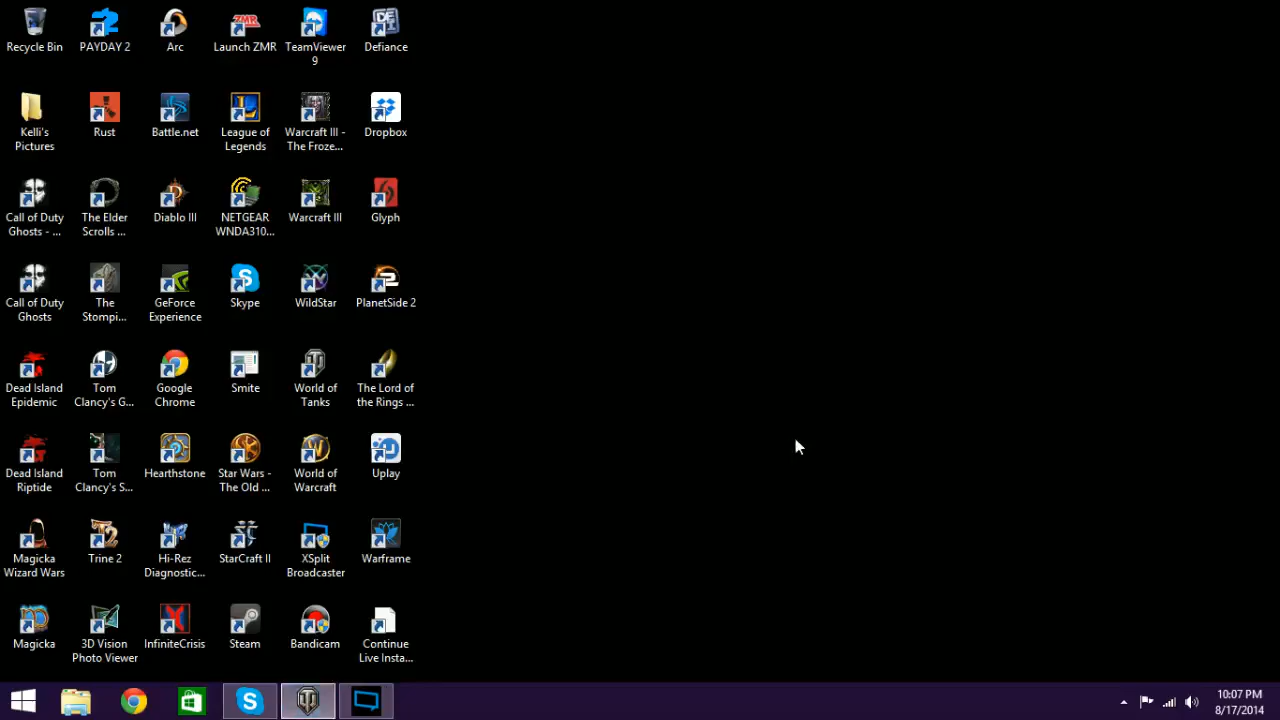 Recycle Bin
PAYDAY 2
Arc
Launch ZMR
TeamViewer
9
Defiance
Kelli's
Pictures
Rust
Battle.net
League of
Legends
Warcraft III -
The Froze...
Dropbox
Call of Duty
Ghosts - ...
The Elder
Scrolls ...
Diablo III
NETGEAR
WNDA310...
Warcraft III
Glyph
Call of Duty
Ghosts
The
Stompi...
GeForce
Experience
Skype
WildStar
PlanetSide 2
Dead Island
Epidemic
Tom
Clancy's G...
Google
Chrome
Smite
World of
Tanks
The Lord of
the Rings ...
Dead Island
Riptide
Tom
Clancy's S...
Hearthstone
Star Wars -
The Old ...
World of
Warcraft
Uplay
Magicka
Wizard Wars
Trine 2
Hi-Rez
Diagnostic...
StarCraft II
XSplit
Broadcaster
Warframe
Magicka
3D Vision
Photo Viewer
InfiniteCrisis
Steam
Bandicam
Continue
Live Insta...
10:07 PM
8/17/2014